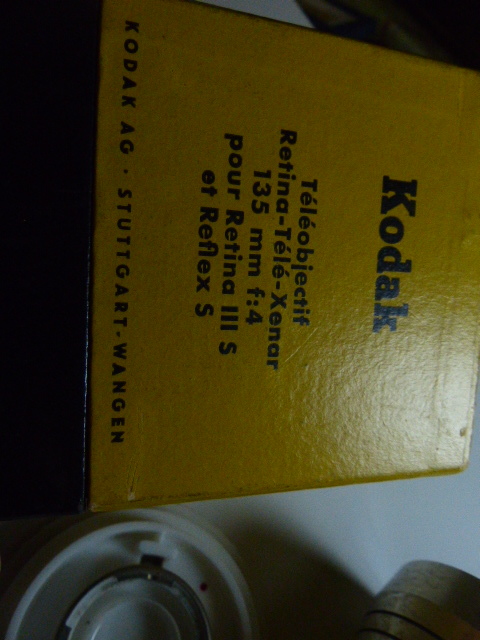 Kodak
Téléobjectif
Retina-Télé-Xenar
135 mm f:4
pour Retina III S
et Reflex S
KODAK AG · STUTTGART-WANGEN